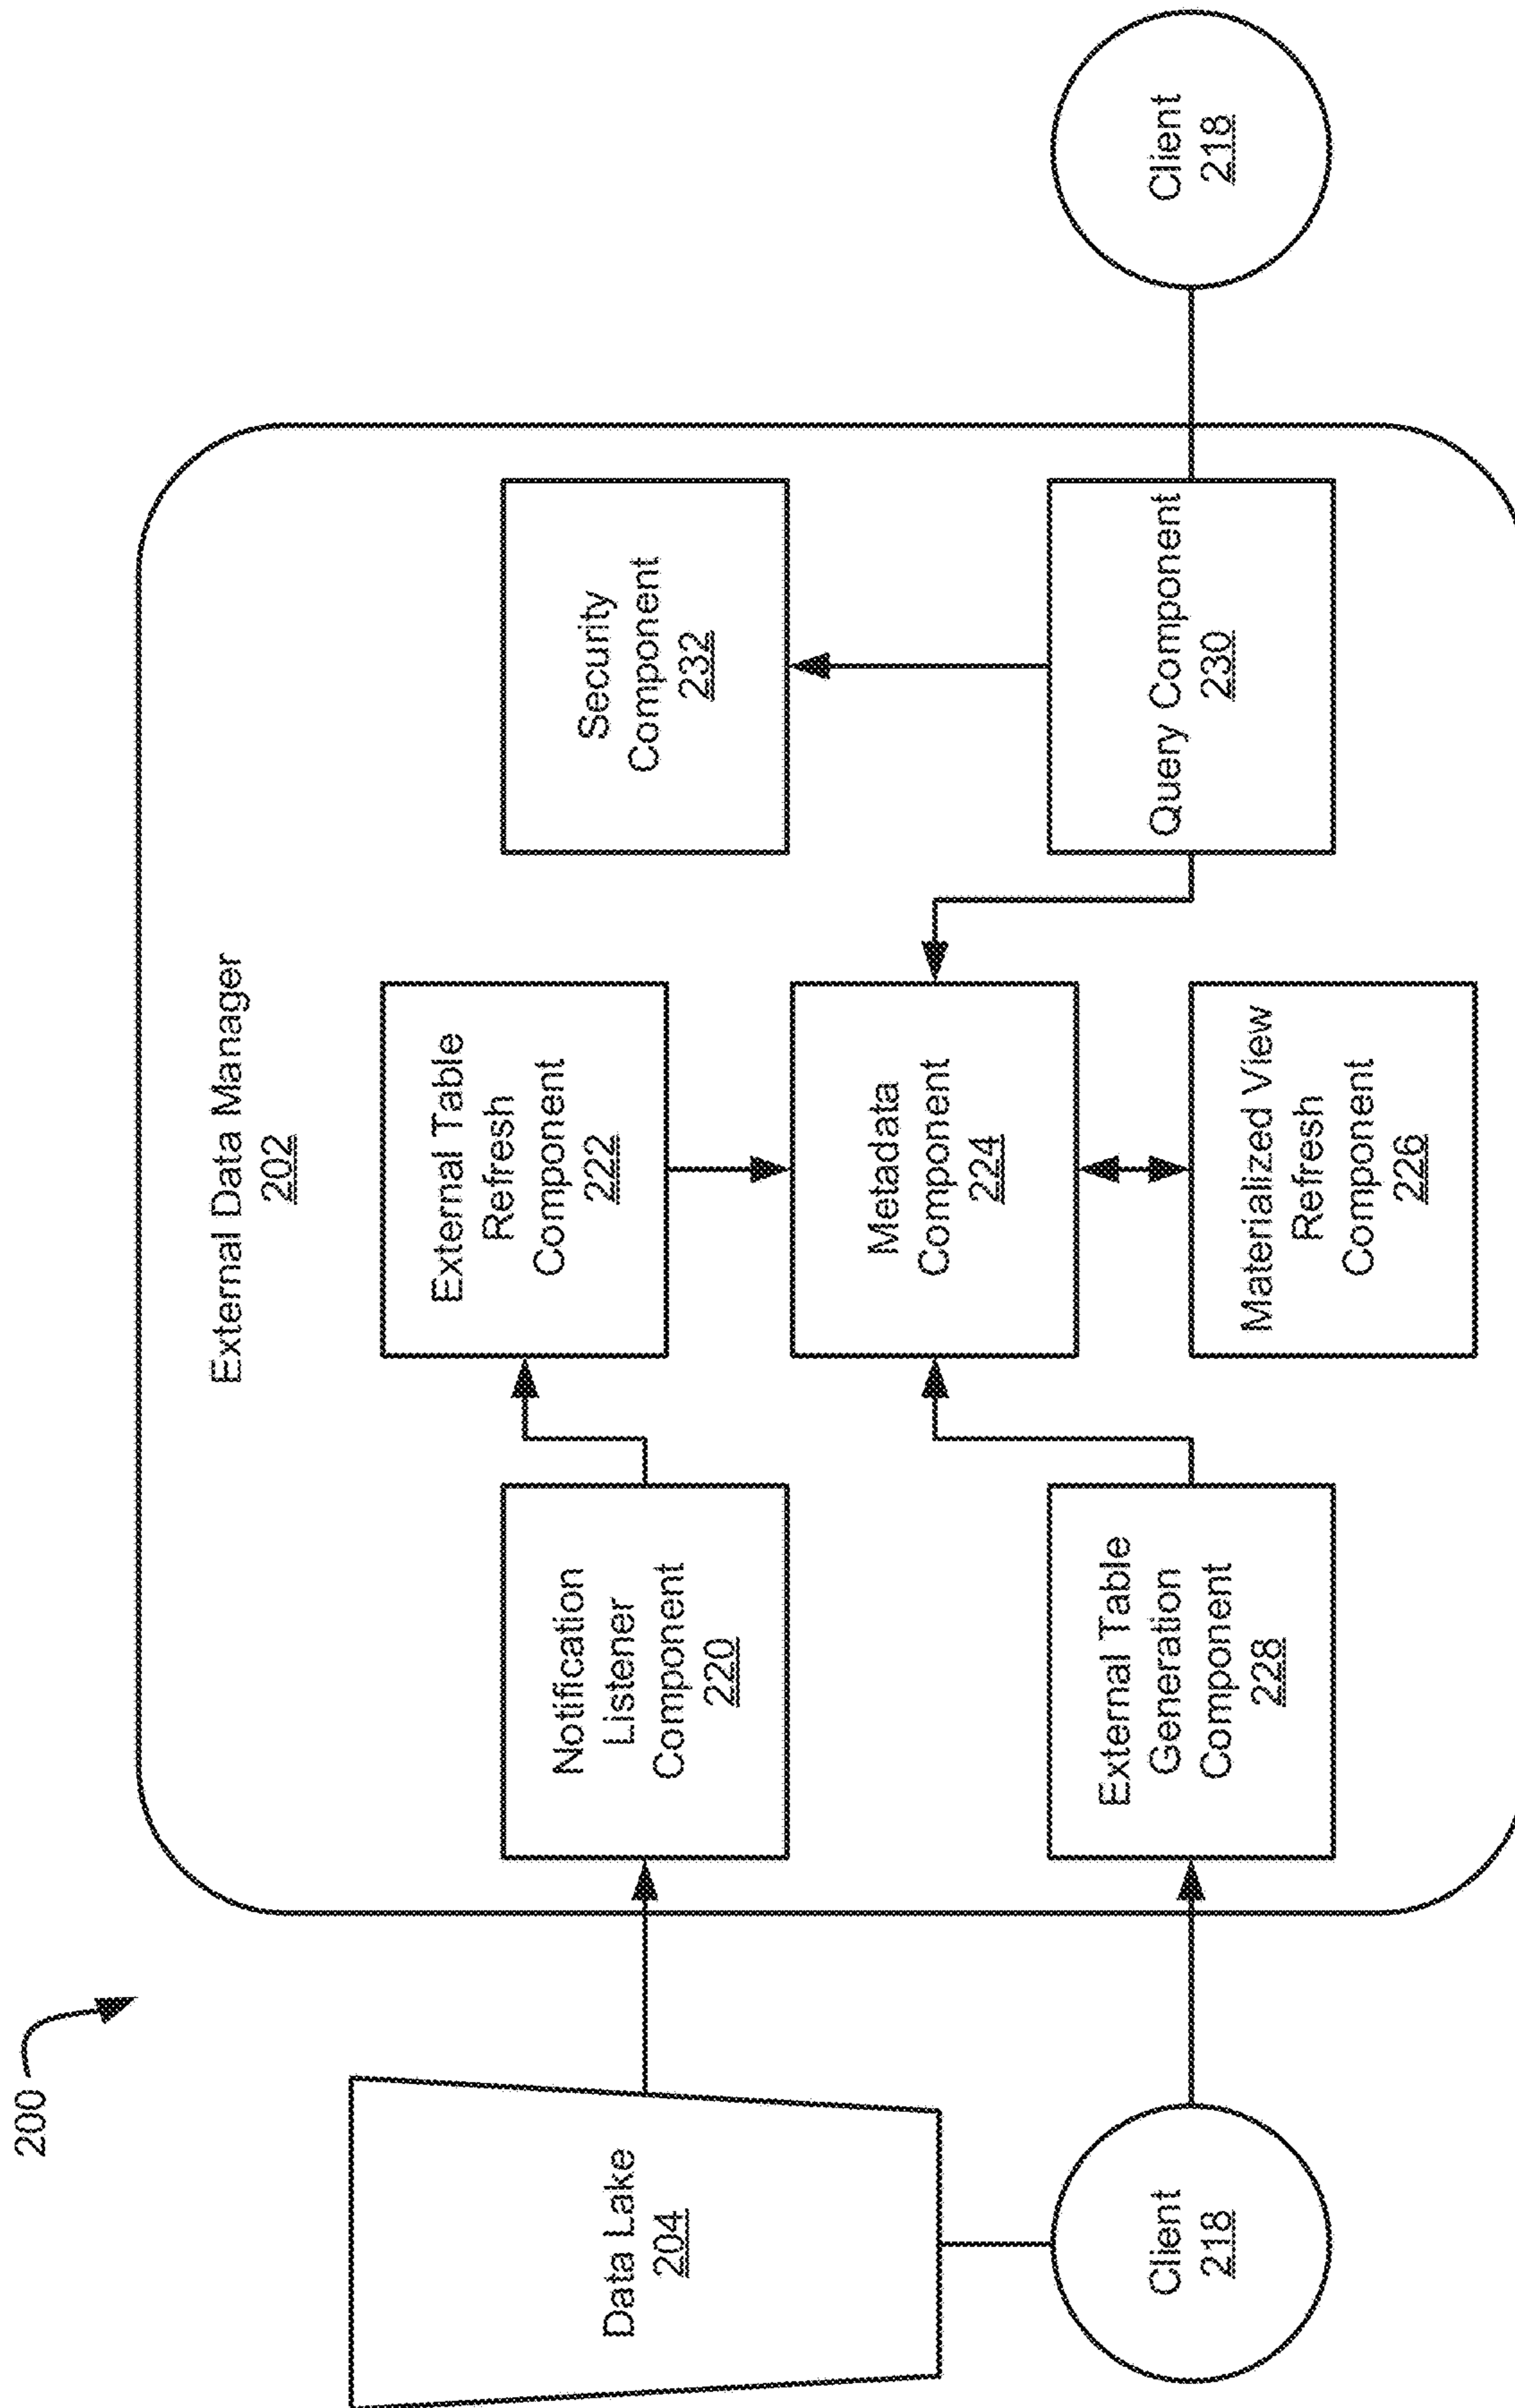 200
External Data Manager
202
Data Lake
204
Client
218
Notification
Listener
Component
220
External Table
Generation
Component
228
External Table
Refresh
Component
222
Metadata
Component
224
Materialized View
Refresh
Component
226
Security
Component
232
Query Component
230
Client
218